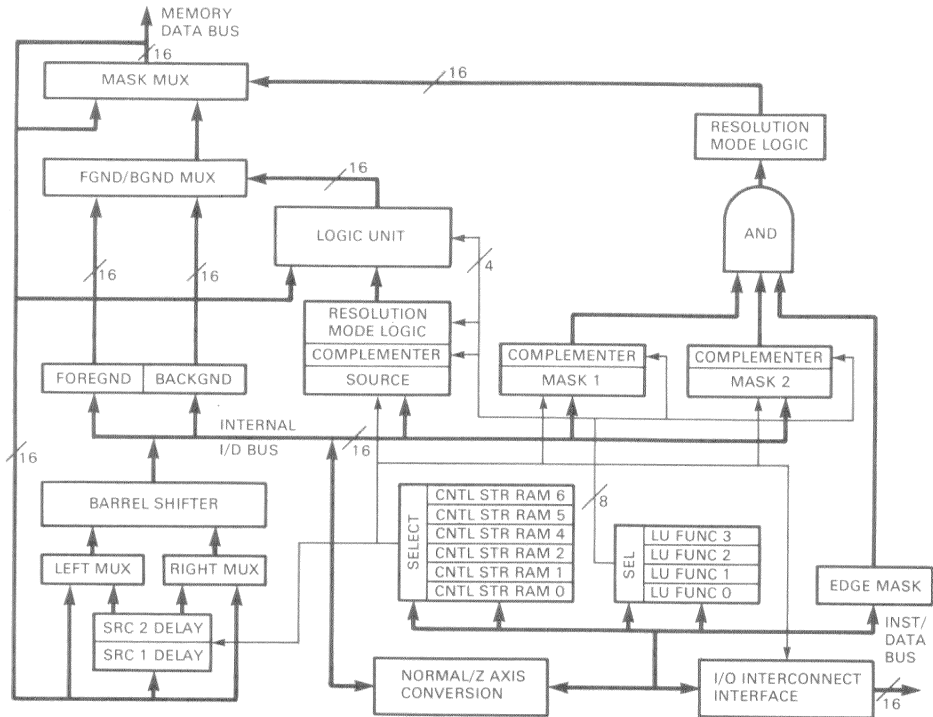 MEMORY
DATA BUS
16
MASK MUX
16
RESOLUTION
MODE LOGIC
FGND/BGND MUX
16
LOGIC UNIT
AND
4
16
16
RESOLUTION
MODE LOGIC
COMPLEMENTER
SOURCE
COMPLEMENTER
MASK 1
COMPLEMENTER
MASK 2
FOREGND
BACKGND
INTERNAL
I/D BUS
16
16
BARREL SHIFTER
LEFT MUX
RIGHT MUX
SRC 2 DELAY
SRC 1 DELAY
SELECT
CNTL STR RAM 6
CNTL STR RAM 5
CNTL STR RAM 4
CNTL STR RAM 2
CNTL STR RAM 1
CNTL STR RAM 0
8
SEL
LU FUNC 3
LU FUNC 2
LU FUNC 1
LU FUNC 0
EDGE MASK
INST/
DATA
BUS
NORMAL/Z AXIS
CONVERSION
I/O INTERCONNECT
INTERFACE
16